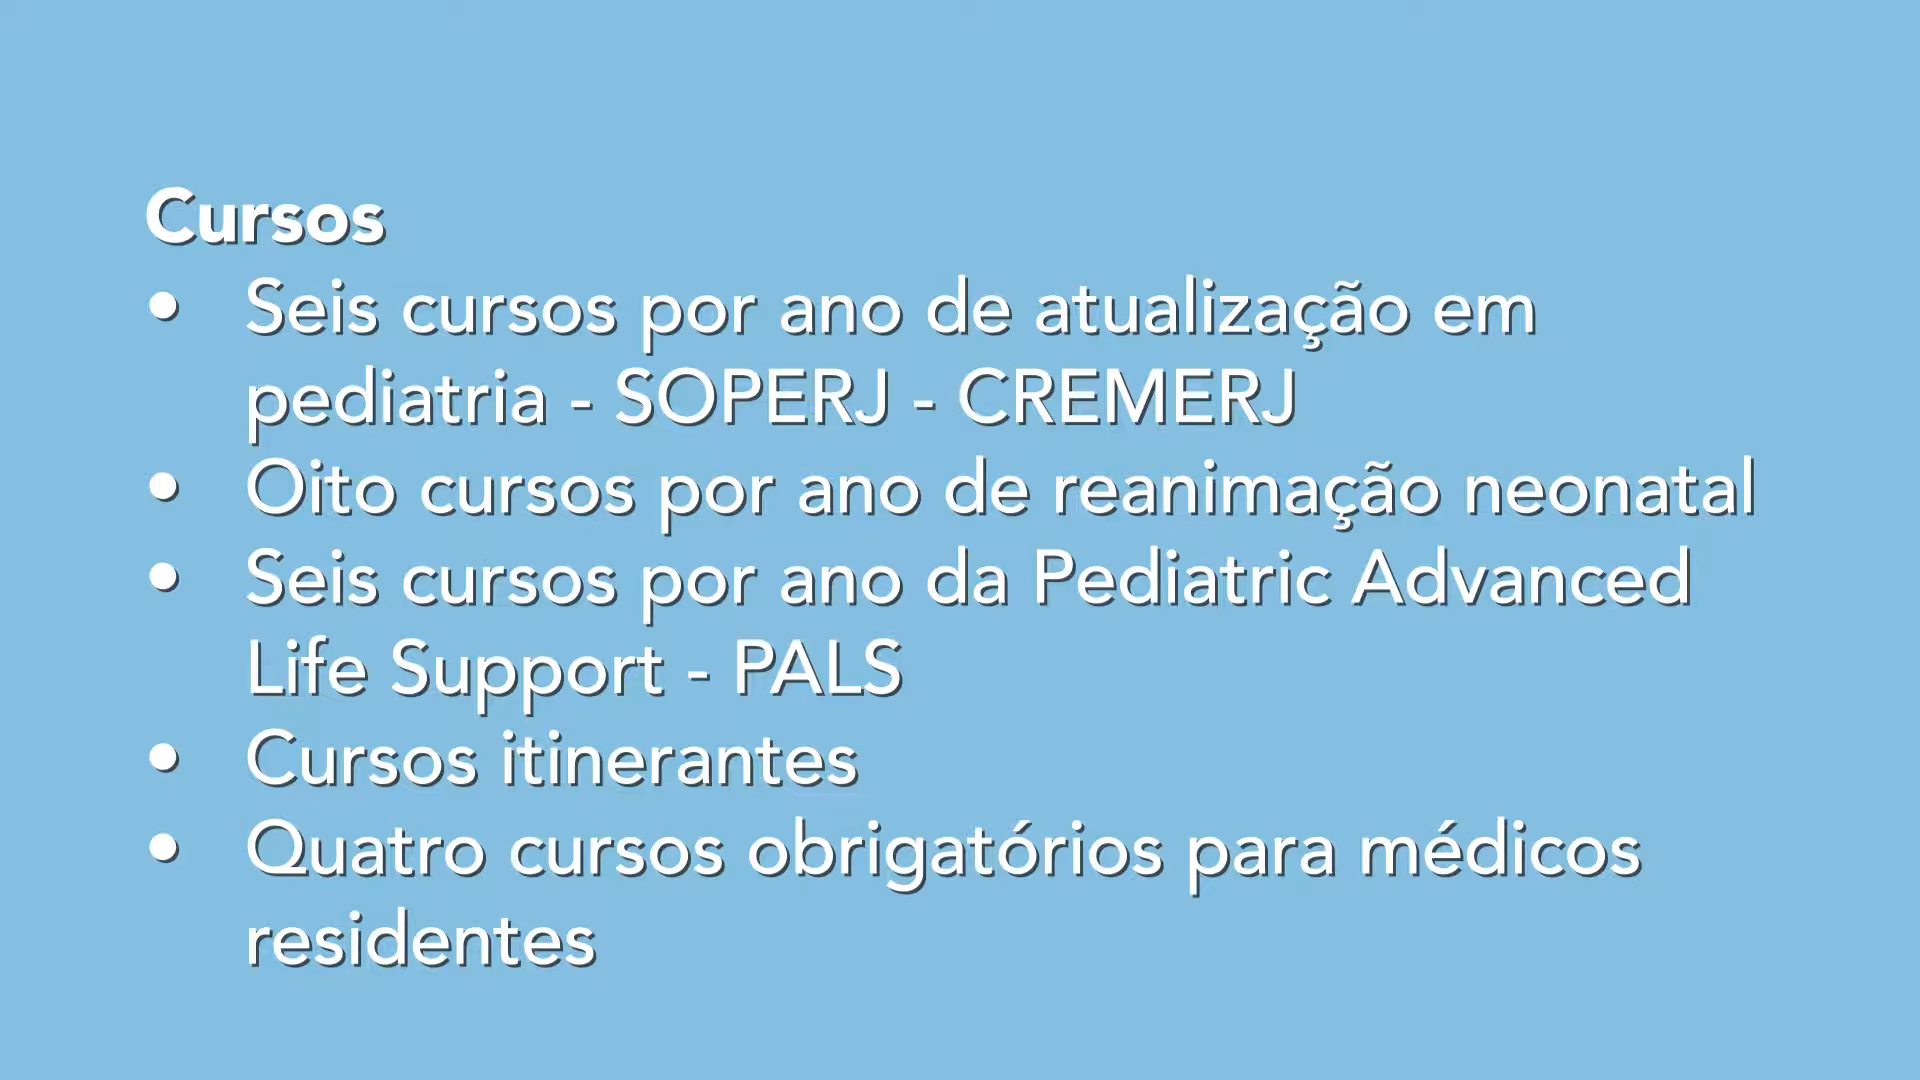 Cursos
• Seis cursos por ano de atualização em
pediatria - SOPERJ - CREMERJ
• Oito cursos por ano de reanimação neonatal
• Seis cursos por ano da Pediatric Advanced
Life Support - PALS
• Cursos itinerantes
• Quatro cursos obrigatórios para médicos
residentes